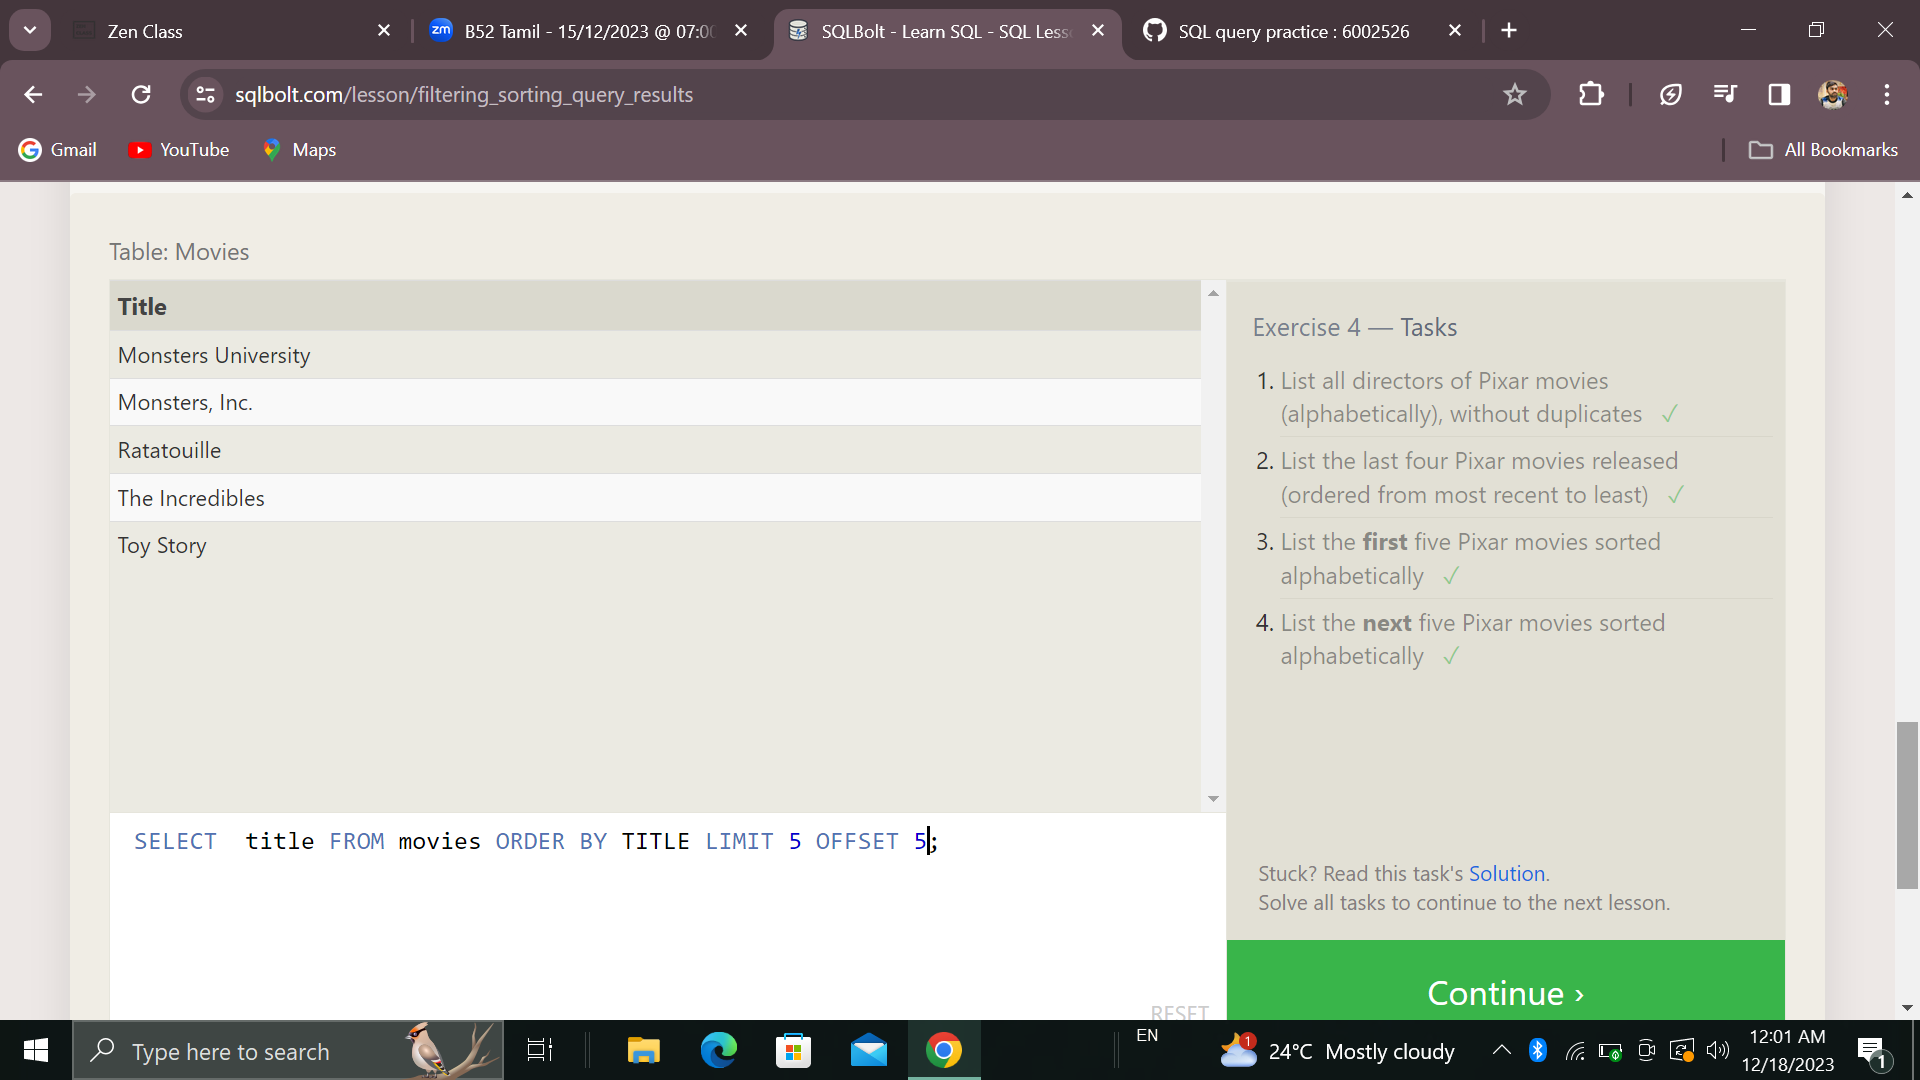 Zen Class
zm B52 Tamil - 15/12/2023 @ 07:00
SQLBolt - Learn SQL - SQL Less
SQL query practice : 6002526
sqlbolt.com/lesson/filtering_sorting_query_results
Gmail
YouTube
Maps
All Bookmarks
Table: Movies
Title
Monsters University
Monsters, Inc.
Ratatouille
The Incredibles
Toy Story
Exercise 4 — Tasks
1. List all directors of Pixar movies
(alphabetically), without duplicates ✓
2. List the last four Pixar movies released
(ordered from most recent to least) ✓
3. List the first five Pixar movies sorted
alphabetically ✓
4. List the next five Pixar movies sorted
alphabetically ✓
SELECT  title FROM movies ORDER BY TITLE LIMIT 5 OFFSET 5;
Stuck? Read this task's Solution.
Solve all tasks to continue to the next lesson.
Continue ›
RESET
Type here to search
EN
1
24°C Mostly cloudy
12:01 AM
12/18/2023
1